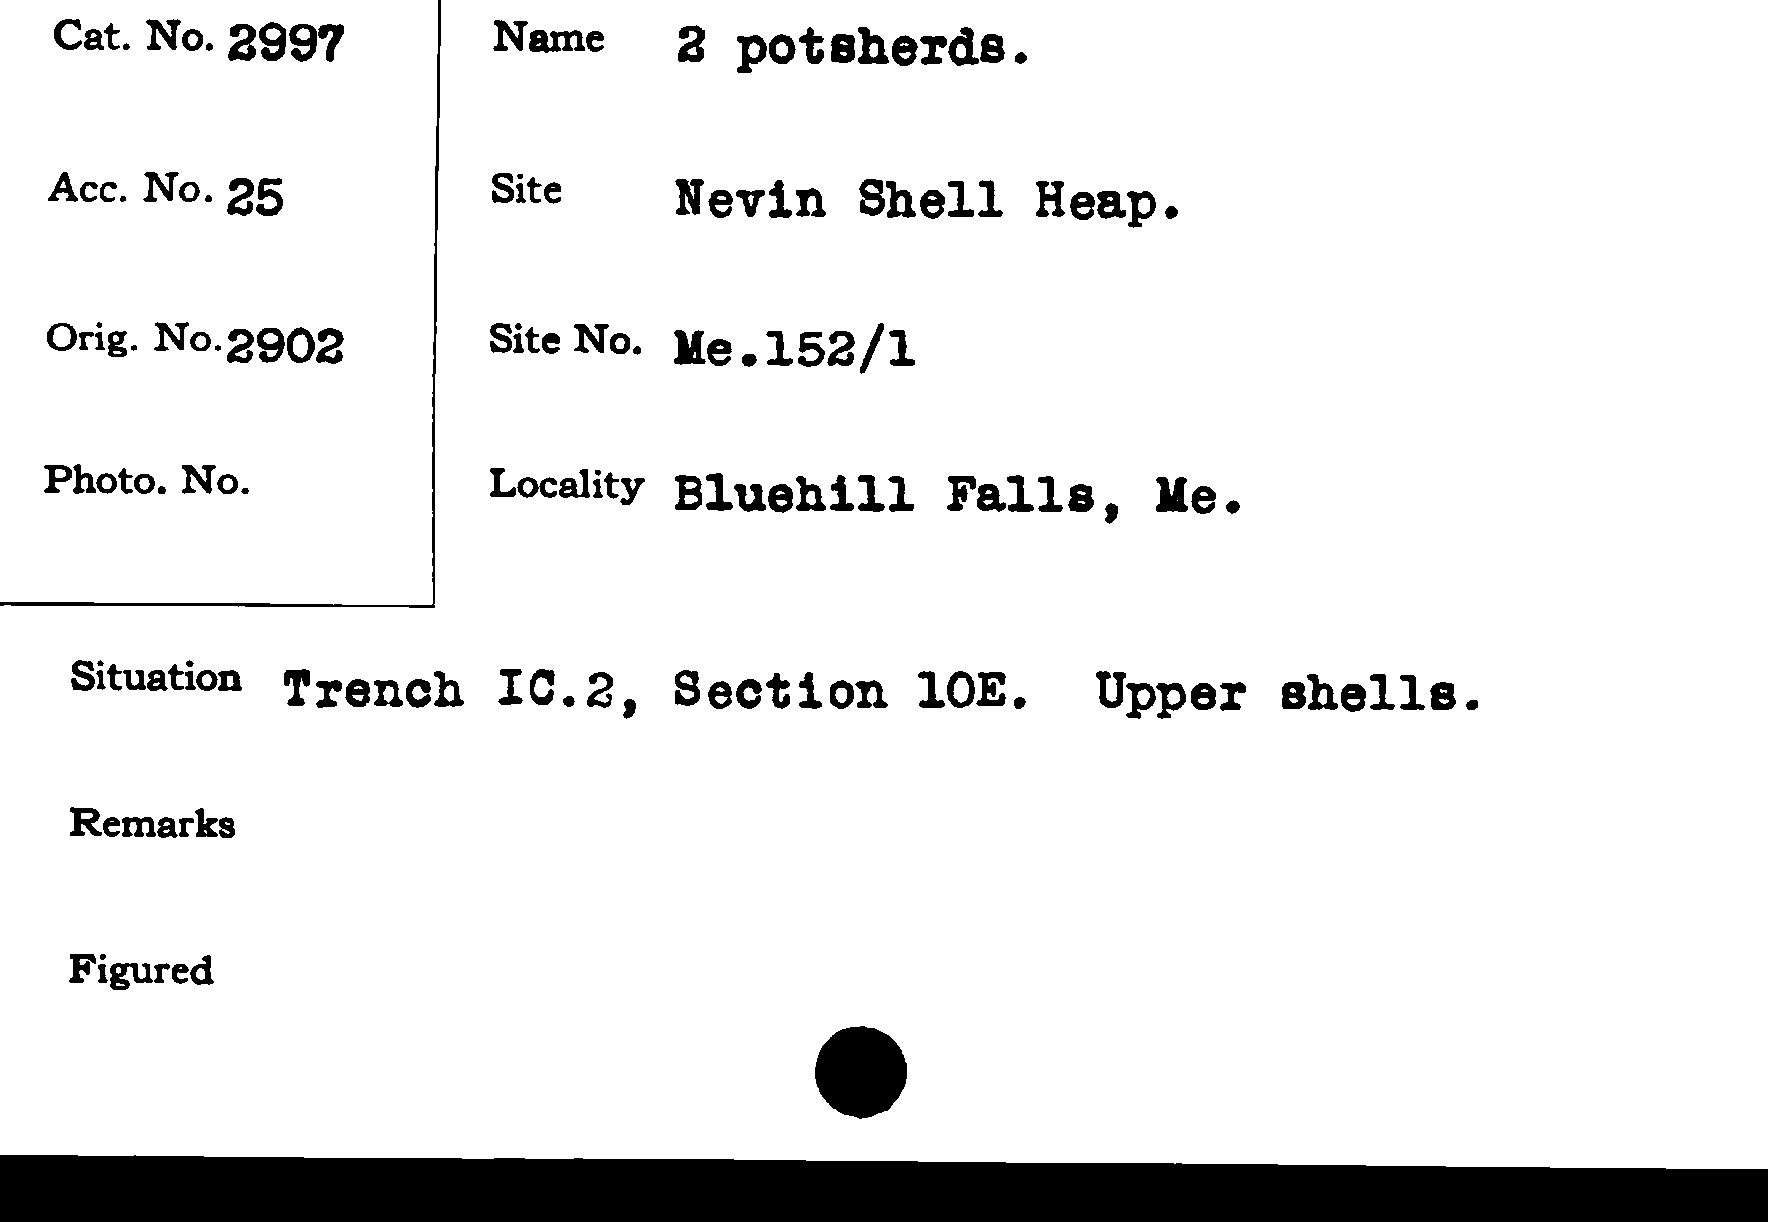 Cat. No. 2997
Name 2 potsherds.
Acc. No. 25
Site Nevin Shell Heap.
Orig. No. 2902
Site No. Me.152/1
Photo. No.
Locality Bluehill Falls, Me.
Situation Trench IC.2, Section 10E. Upper shells.
Remarks
Figured